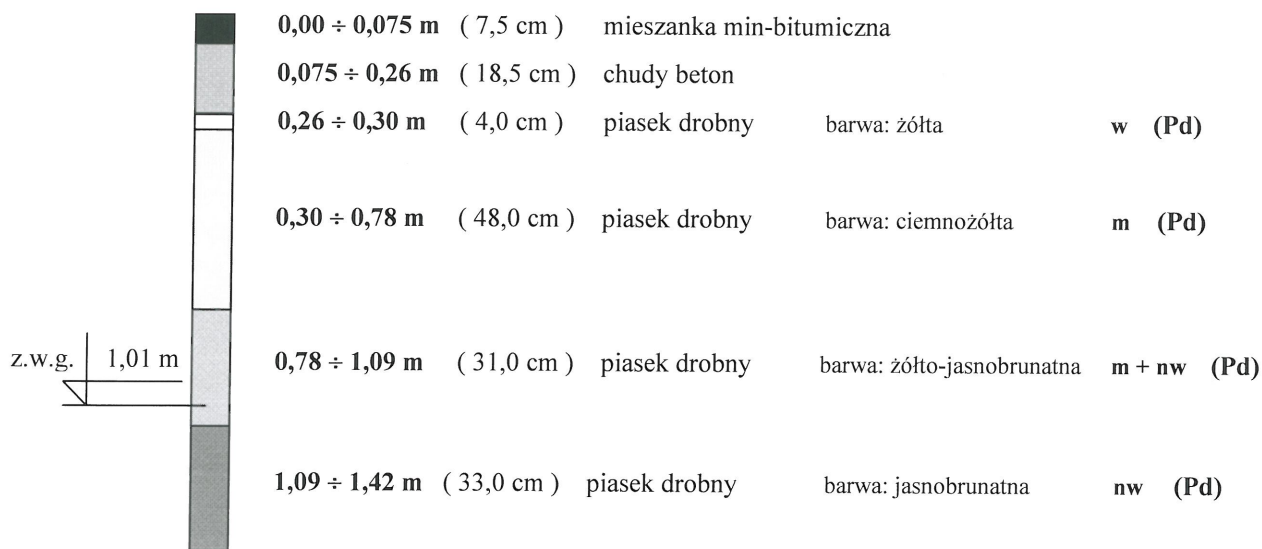 0,00 ÷ 0,075 m ( 7,5 cm ) mieszanka min-bitumiczna
0,075 ÷ 0,26 m ( 18,5 cm ) chudy beton
0,26 ÷ 0,30 m ( 4,0 cm ) piasek drobny barwa: żółta w (Pd)
0,30 ÷ 0,78 m ( 48,0 cm ) piasek drobny barwa: ciemnożółta m (Pd)
z.w.g. 1,01 m 0,78 ÷ 1,09 m ( 31,0 cm ) piasek drobny barwa: żółto-jasnobrunatna m + nw (Pd)
1,09 ÷ 1,42 m ( 33,0 cm ) piasek drobny barwa: jasnobrunatna nw (Pd)